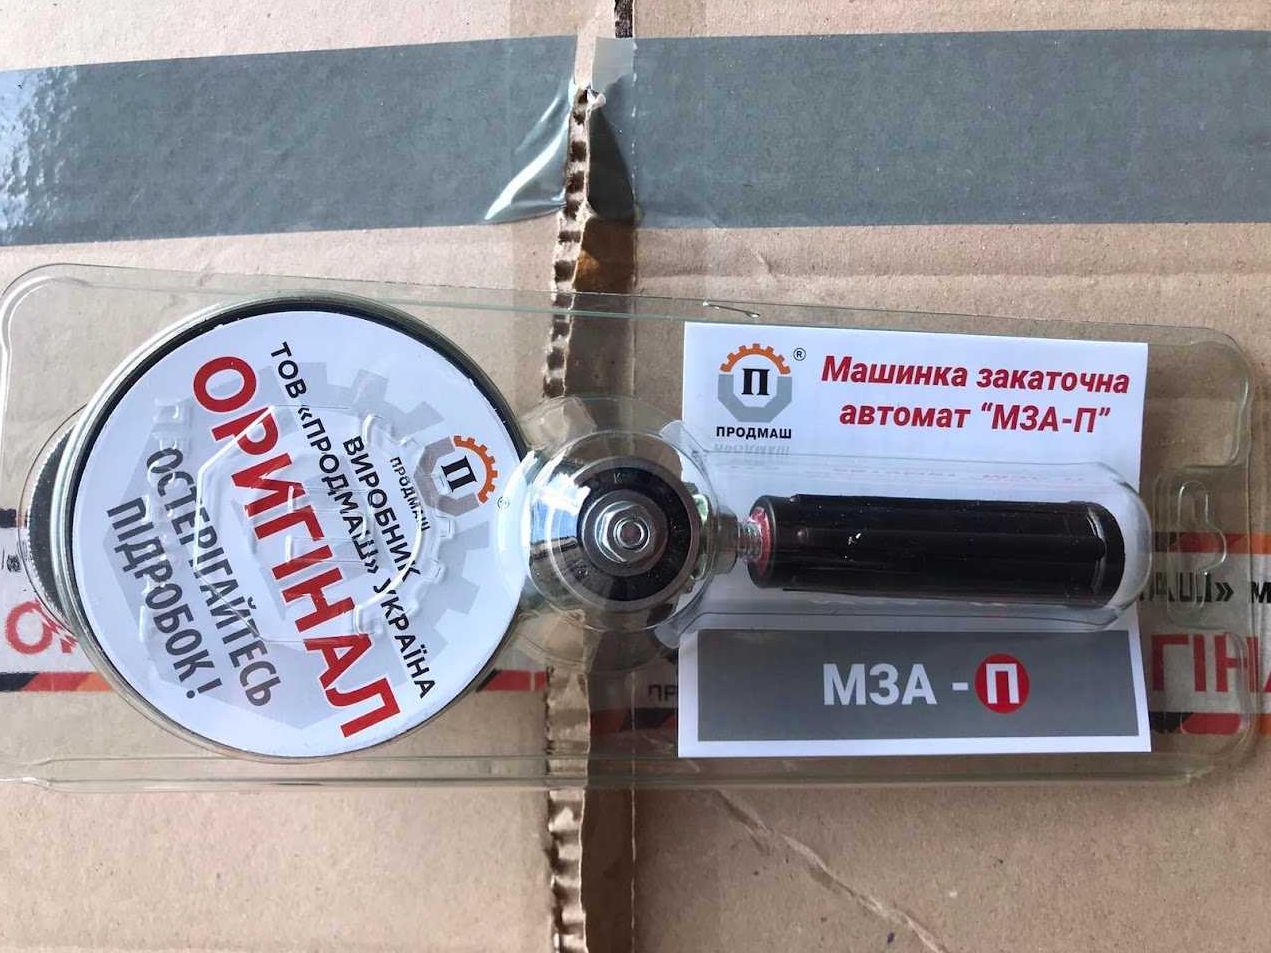 ТОВ «ПРОДМАШ» УКРАЇНА
ВИРОБНИК
ПРОДМАШ
П
®
ОРИГІНАЛ
ОСТЕРІГАЙТЕСЬ
ПІДРОБОК!
П
®
ПРОДМАШ
Машинка закаточна
автомат “МЗА-П”
МЗА - П